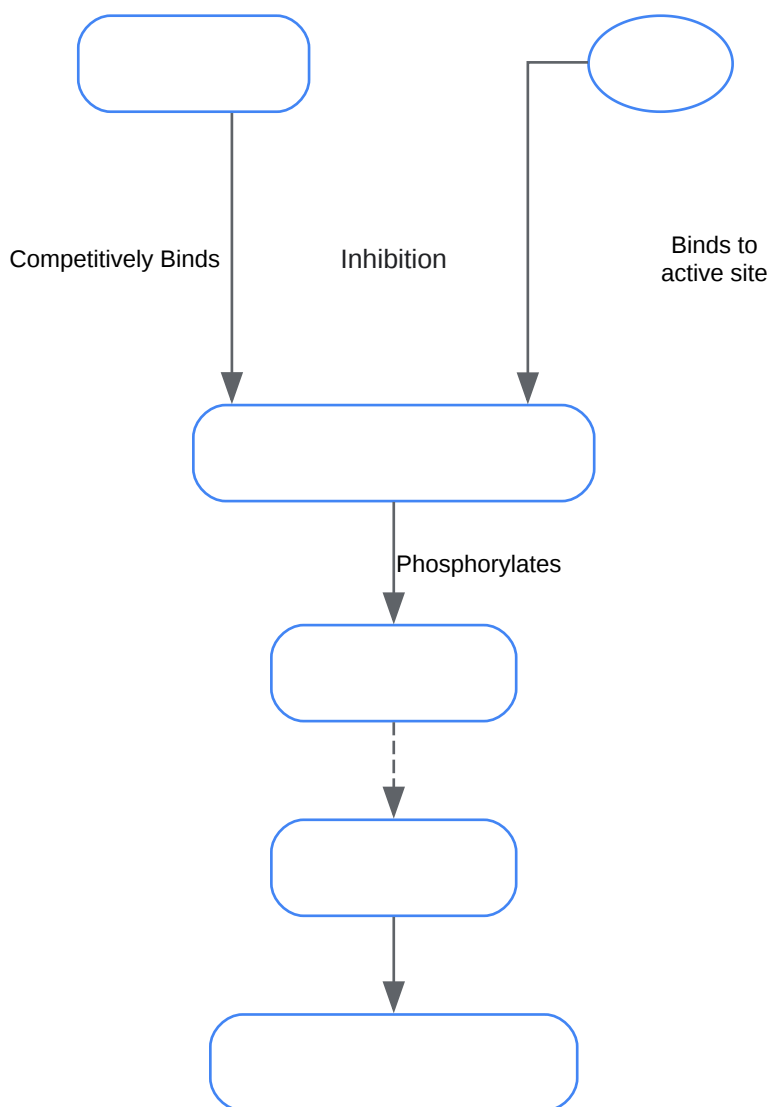 Competitively Binds
Inhibition
Binds to
active site
Phosphorylates